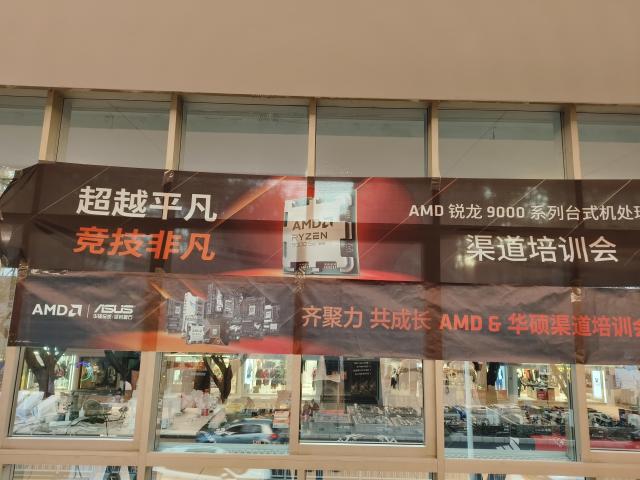 超越平凡
竞技非凡
AMD
RYZEN
AMD 锐龙 9000 系列台式机处理
渠道培训会
AMD | ASUS
齐聚力 共成长 AMD & 华硕渠道培训会